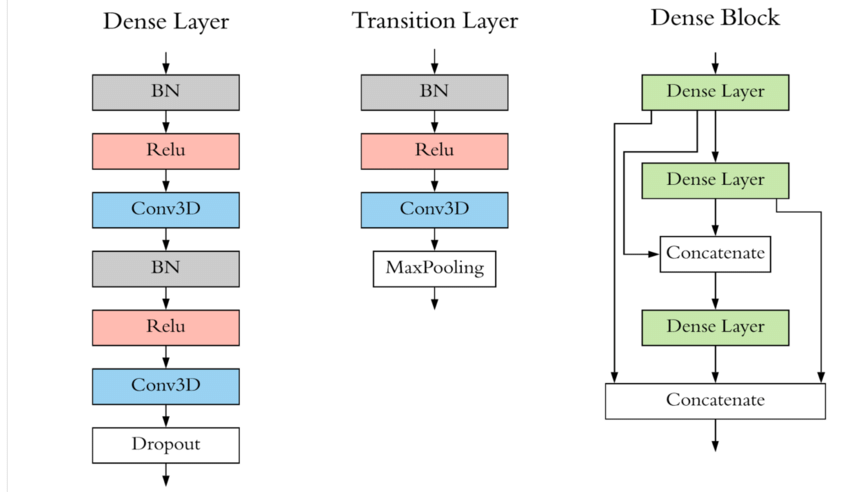 Dense Layer
BN
Relu
Conv3D
BN
Relu
Conv3D
Dropout
Transition Layer
BN
Relu
Conv3D
MaxPooling
Dense Block
Dense Layer
Dense Layer
Concatenate
Dense Layer
Concatenate